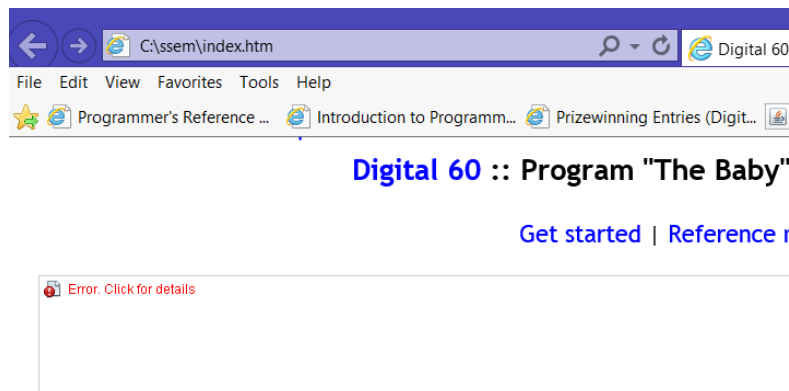 C:\ssem\index.htm Digital 60
File Edit View Favorites Tools Help
Programmer's Reference ... Introduction to Programm... Prizewinning Entries (Digit...
Digital 60 :: Program "The Baby"
Get started | Reference
Error. Click for details